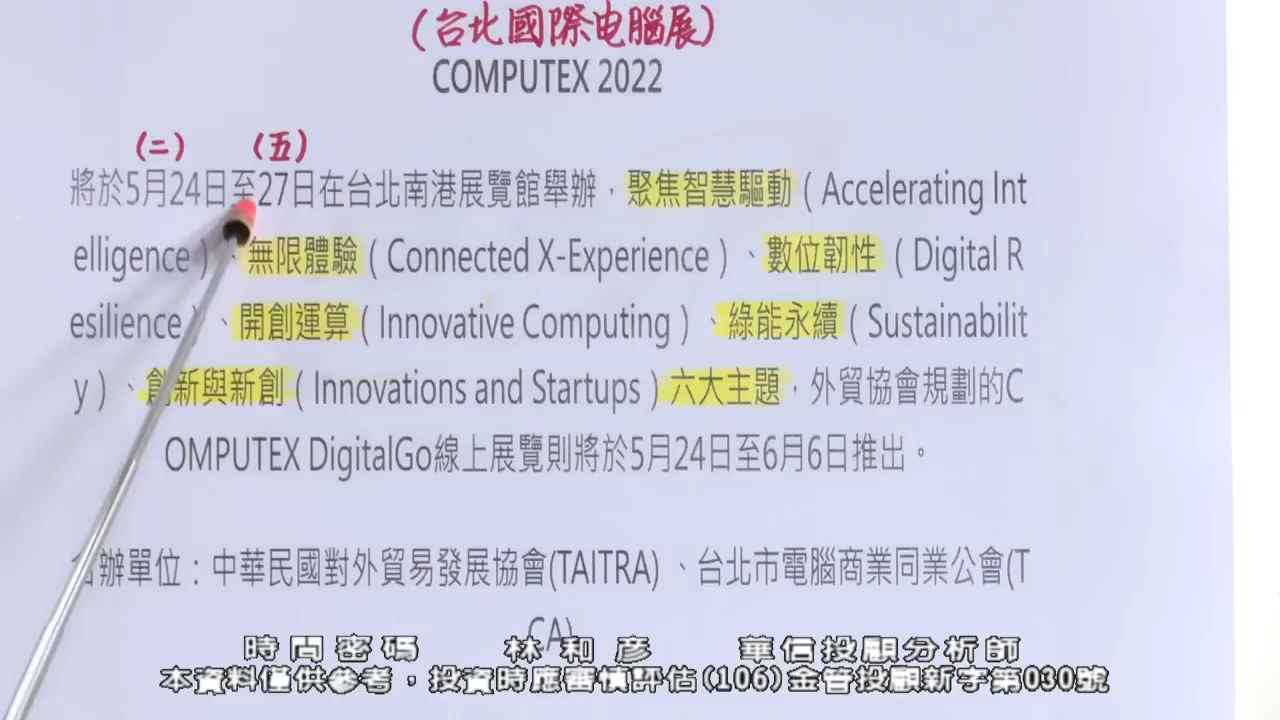 (台北國際电腦展)
COMPUTEX 2022
(二) (五)
將於5月24日至27日在台北南港展覽館舉辦，聚焦智慧驅動（Accelerating Int
elligence）、無限體驗（Connected X-Experience）、數位韌性（Digital R
esilience）、開創運算（Innovative Computing）、綠能永續（Sustainabilit
y）、創新與新創（Innovations and Startups）六大主題，外貿協會規劃的C
OMPUTEX DigitalGo線上展覽則將於5月24日至6月6日推出。
辦單位：中華民國對外貿易發展協會(TAITRA) 、台北市電腦商業同業公會(T
CA)
時間密碼 林和彥 華信投顧分析師
本資料僅供參考，投資時應審慎評估(106)金管投顧新字第030號